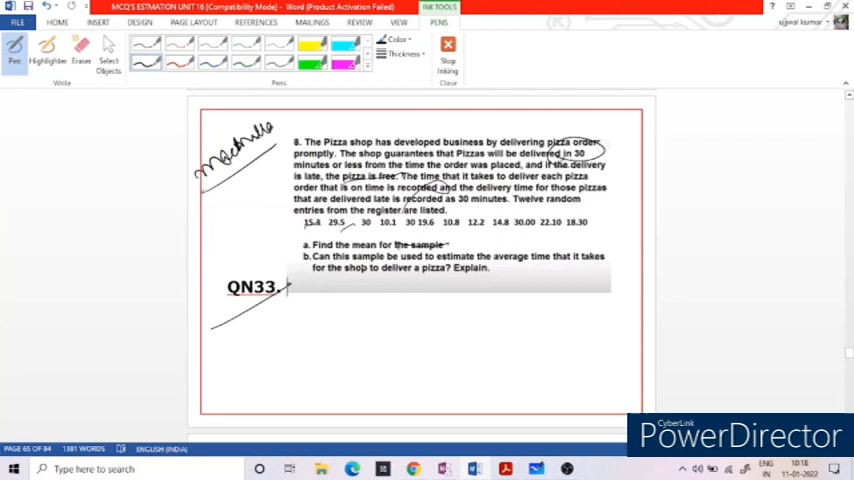 MCQ'S ESTMATION UNIT 16 [Compatibility Mode] - Word (Product Activation Failed)
INK TOOLS
FILE HOME INSERT DESIGN PAGE LAYOUT REFERENCES MAILINGS REVIEW VIEW PENS
ujjwal kumar
Pen Highlighter Eraser Select Objects
Color
Thickness
Stop Inking
Write Pens Close
8. The Pizza shop has developed business by delivering pizza order
promptly. The shop guarantees that Pizzas will be delivered in 30
minutes or less from the time the order was placed, and if the delivery
is late, the pizza is free. The time that it takes to deliver each pizza
order that is on time is recorded and the delivery time for those pizzas
that are delivered late is recorded as 30 minutes. Twelve random
entries from the register are listed.
15.3 29.5 30 10.1 30 19.6 10.8 12.2 14.8 30.00 22.10 18.30
a. Find the mean for the sample
b. Can this sample be used to estimate the average time that it takes
for the shop to deliver a pizza? Explain.
QN33.
CyberLink
PowerDirector
PAGE 65 OF 84 1381 WORDS ENGLISH (INDIA)
Type here to search
ENG
IN
10:18
11-01-2022